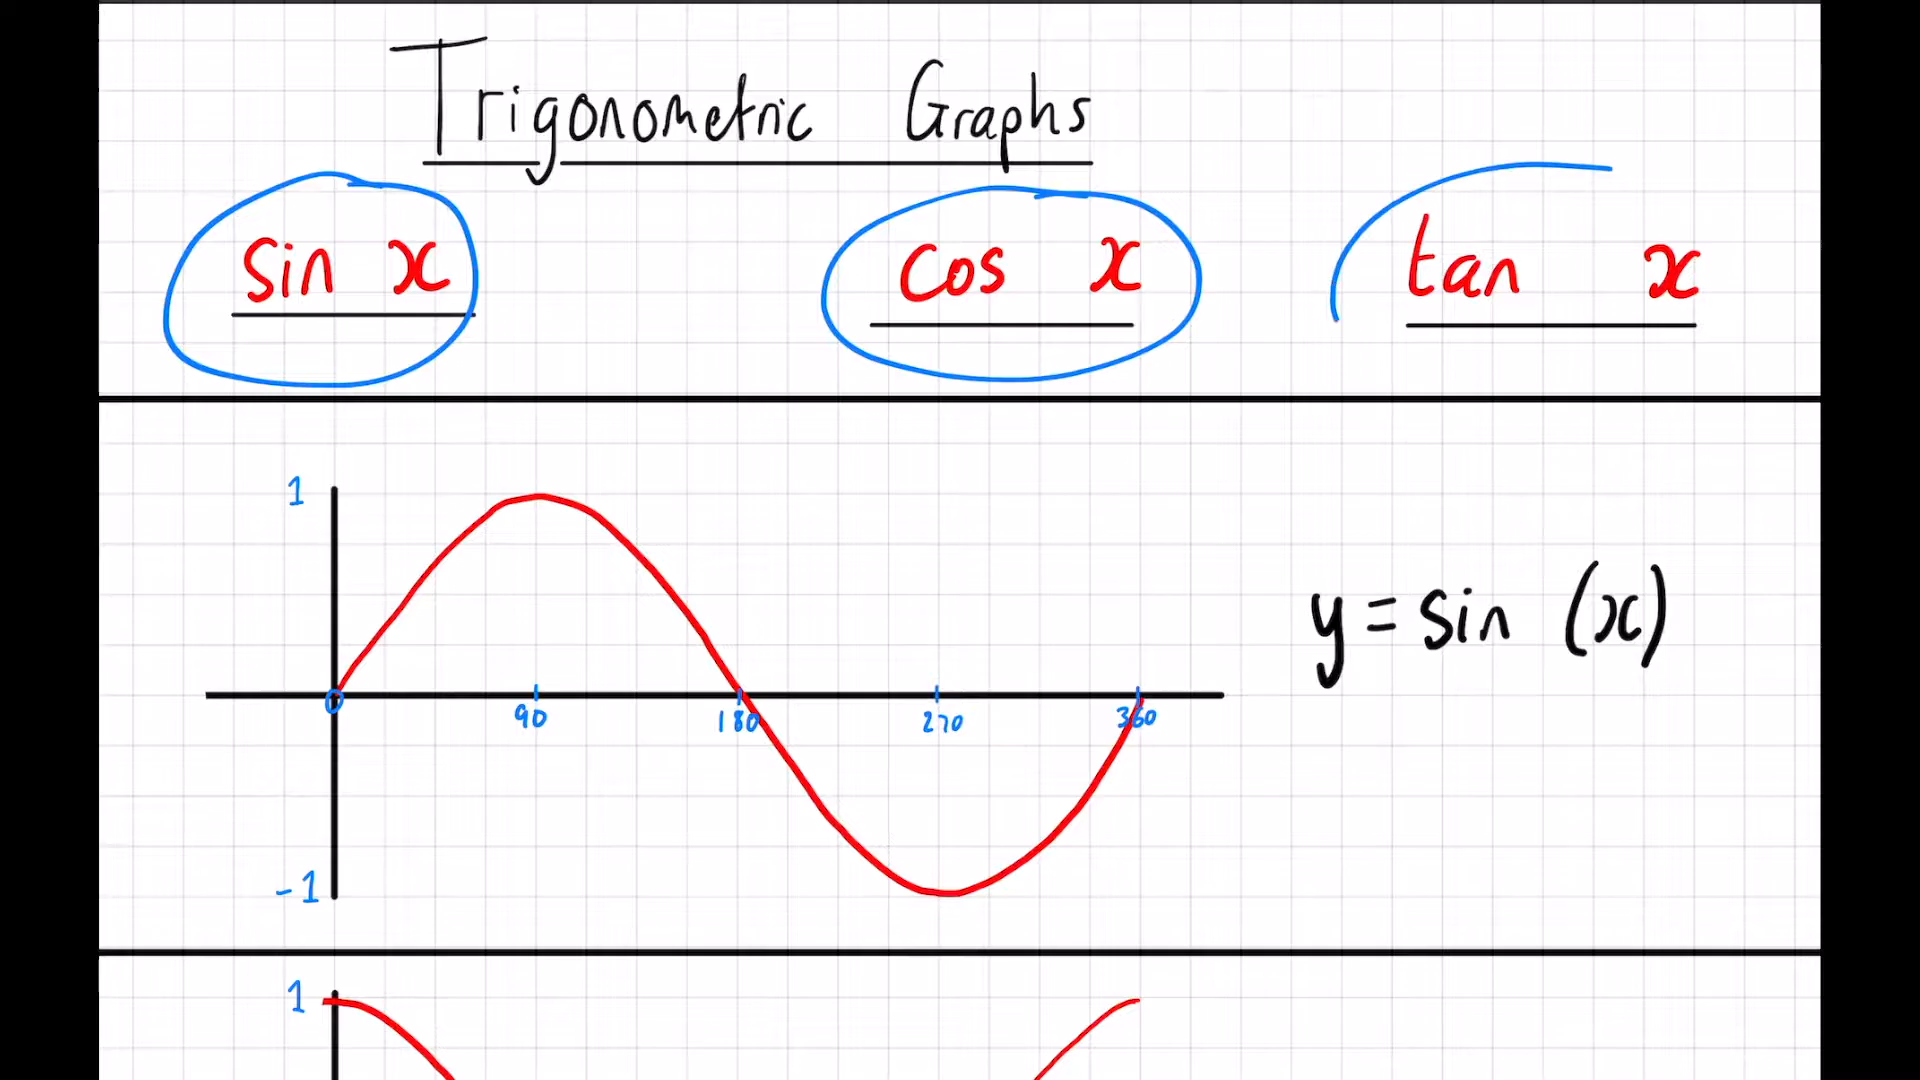 Trigonometric Graphs
sin x cos x tan x
1
y = sin (x)
0 90 180 270 360
-1
1